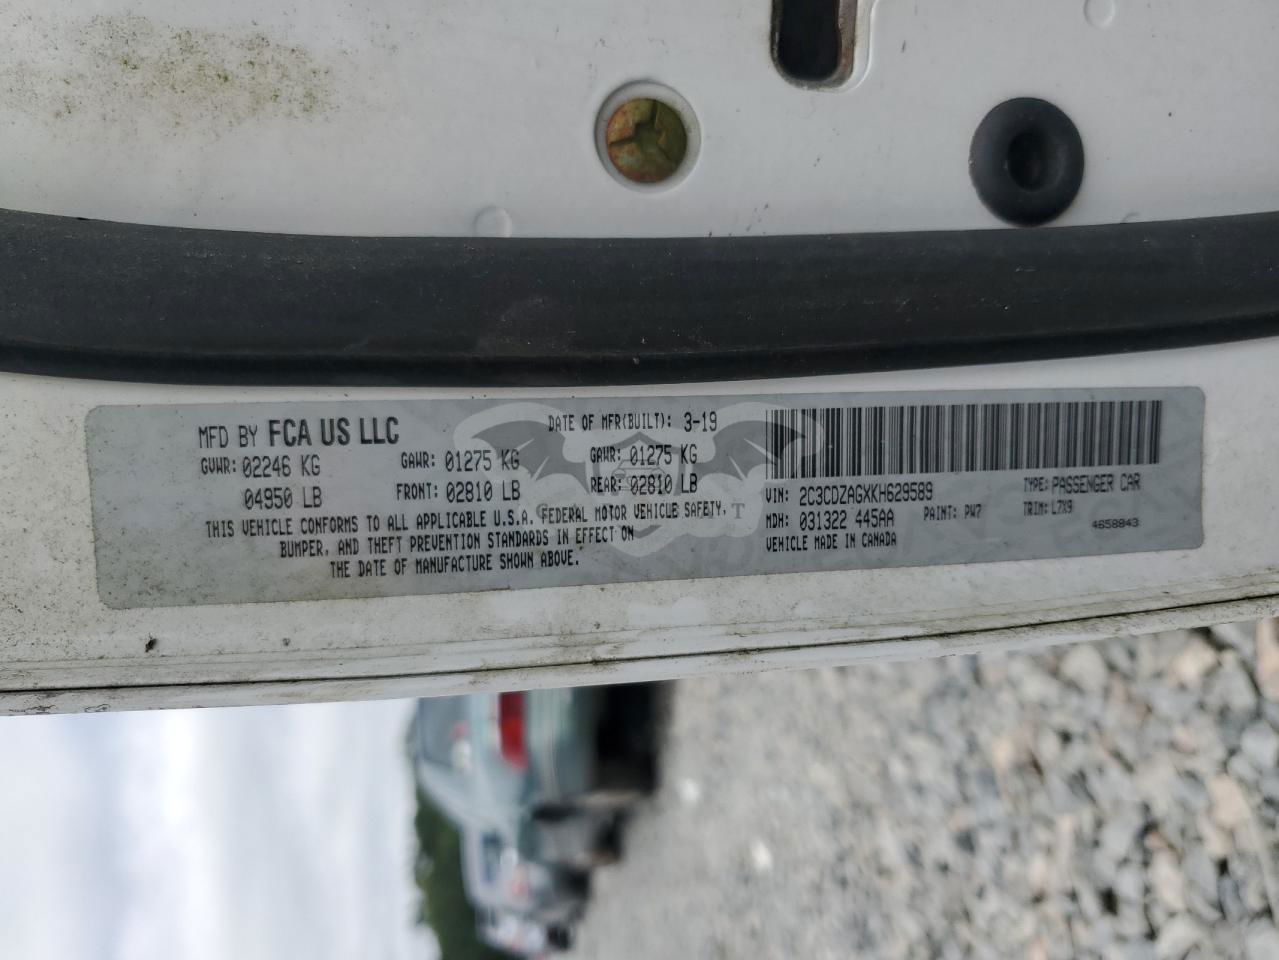 MFD BY FCA US LLC
DATE OF MFR(BUILT): 3-19
GVWR: 02246 KG
04950 LB
GAWR: 01275 KG
FRONT: 02810 LB
GAWR: 01275 KG
REAR: 02810 LB
THIS VEHICLE CONFORMS TO ALL APPLICABLE U.S.A. FEDERAL MOTOR VEHICLE SAFETY,
BUMPER, AND THEFT PREVENTION STANDARDS IN EFFECT ON
THE DATE OF MANUFACTURE SHOWN ABOVE.
VIN: 2C3CDZAGXKH629589
TYPE: PASSENGER CAR
MDH: 031322 445AA
PAINT: PW7
TRIM: L7X9
VEHICLE MADE IN CANADA
4658843